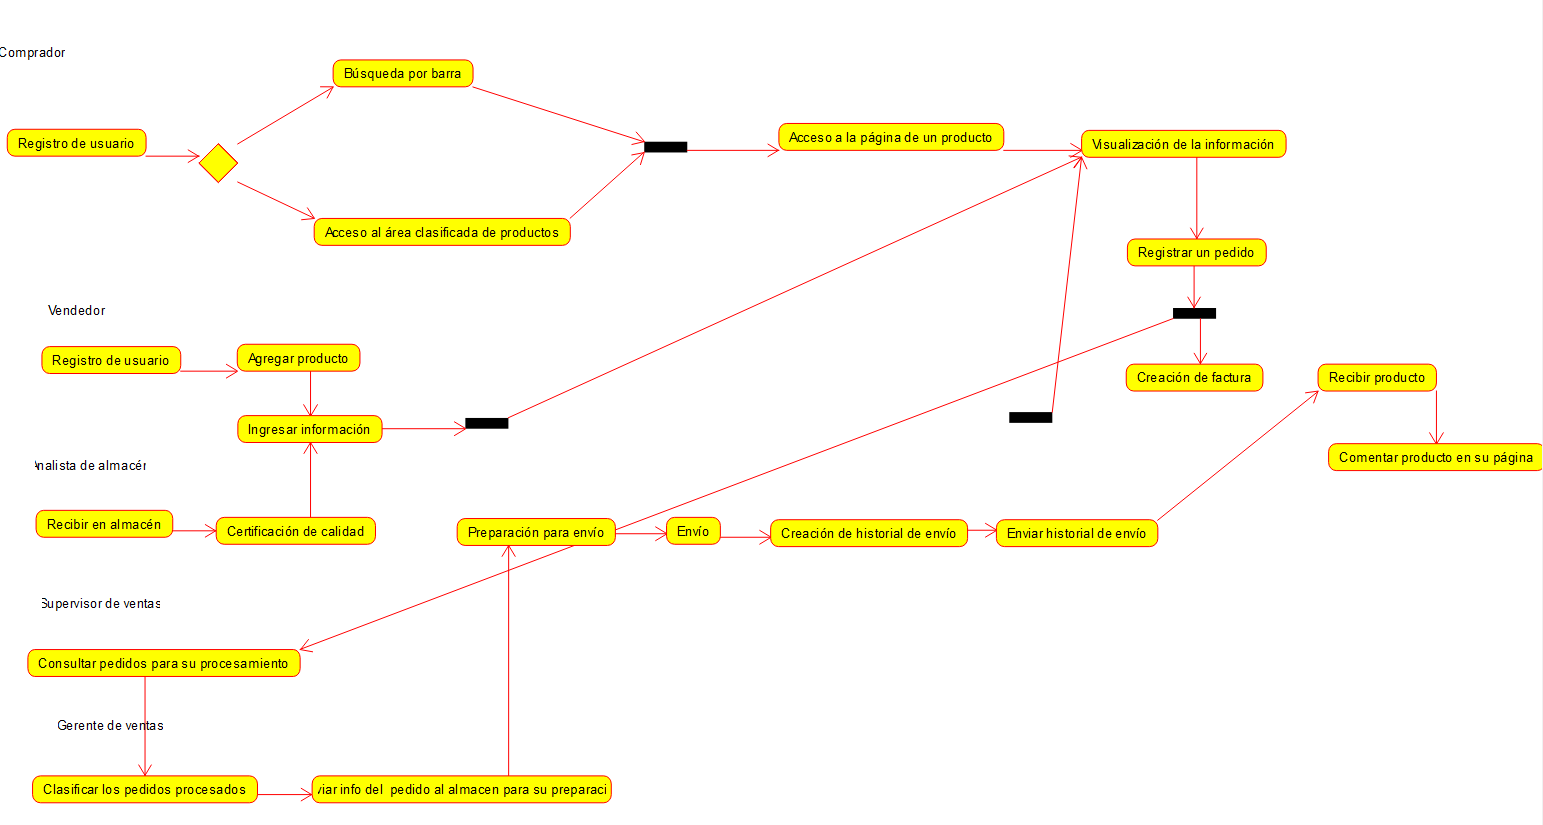 Comprador
Búsqueda por barra
Registro de usuario
Acceso a la página de un producto
Visualización de la información
Acceso al área clasificada de productos
Registrar un pedido
Vendedor
Registro de usuario
Agregar producto
Creación de factura
Recibir producto
Ingresar información
Comentar producto en su página
Analista de almacén
Recibir en almacén
Certificación de calidad
Preparación para envío
Envío
Creación de historial de envío
Enviar historial de envío
Supervisor de ventas
Consultar pedidos para su procesamiento
Gerente de ventas
Clasificar los pedidos procesados
viar info del pedido al almacen para su preparaci